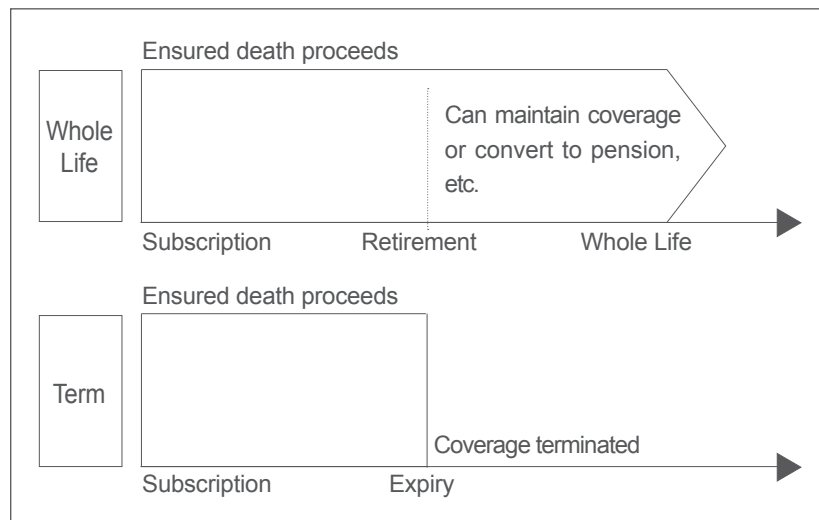 Ensured death proceeds
Whole
Life
Can maintain coverage
or convert to pension,
etc.
Subscription Retirement Whole Life
Ensured death proceeds
Term
Coverage terminated
Subscription Expiry